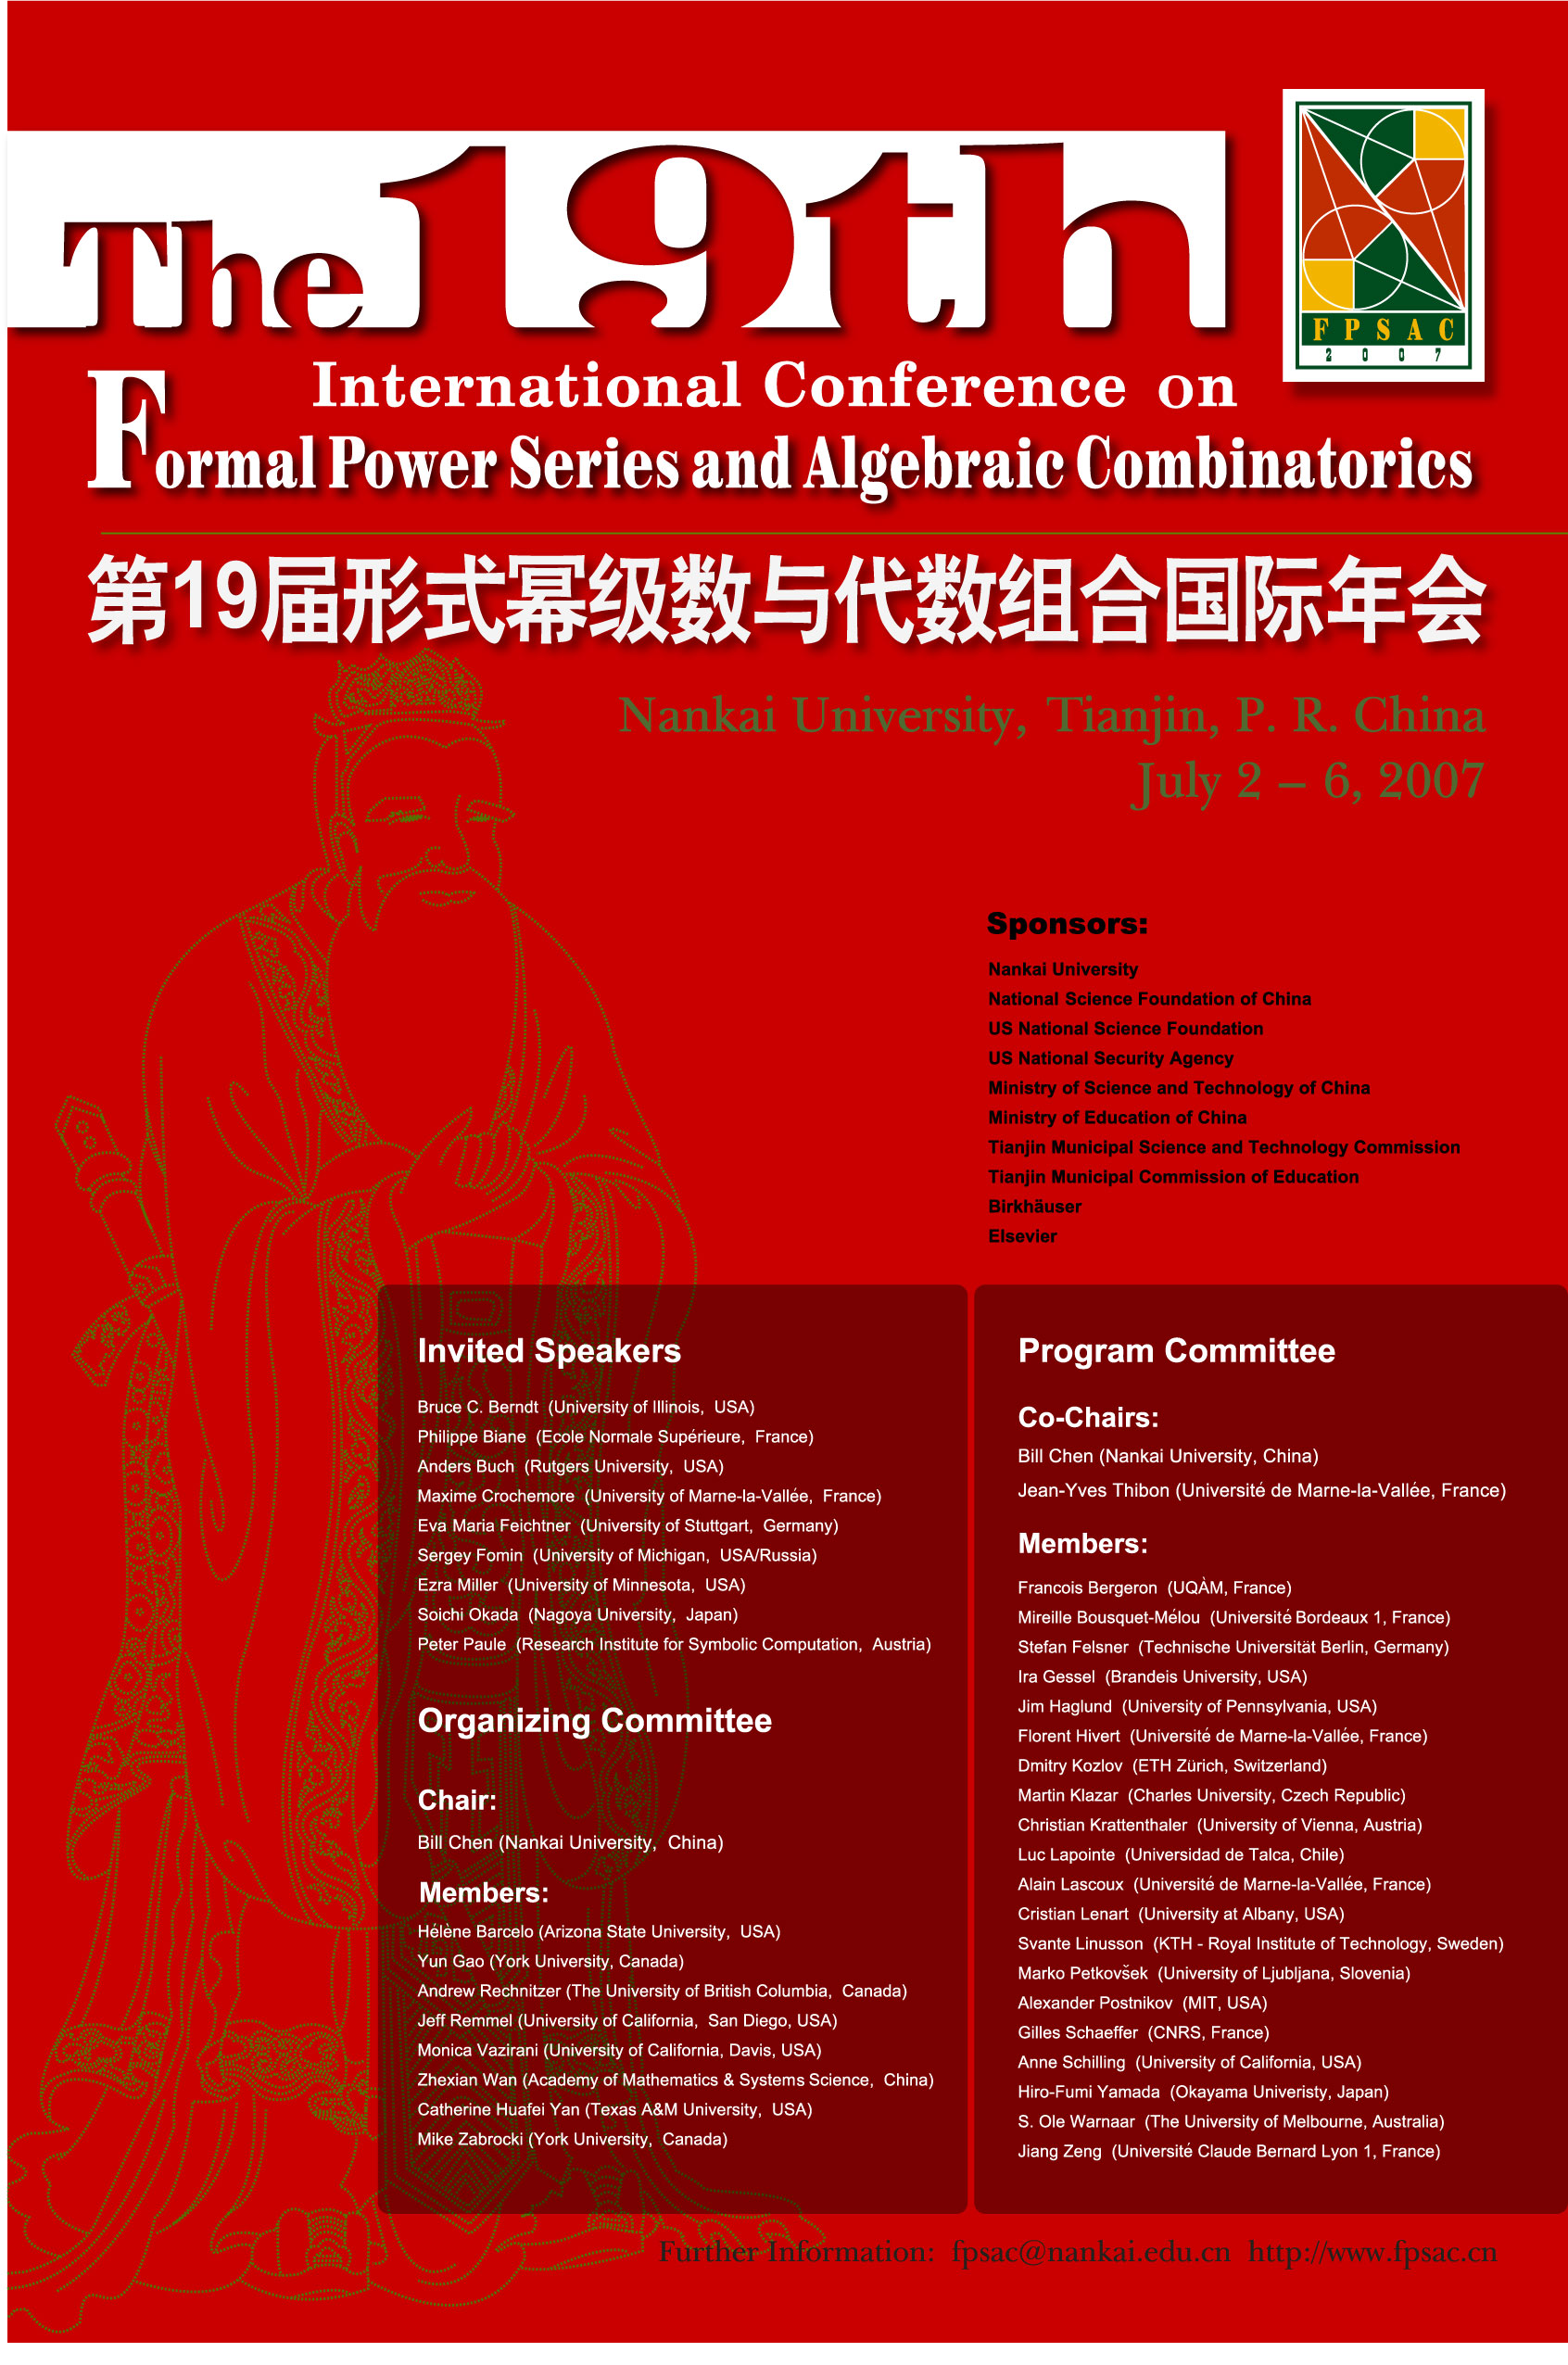 The 19th
International Conference on
Formal Power Series and Algebraic Combinatorics
FPSAC
2007
第19届形式幂级数与代数组合国际年会
Nankai University, Tianjin, P. R. China
July 2 – 6, 2007
Sponsors:
Nankai University
National Science Foundation of China
US National Science Foundation
US National Security Agency
Ministry of Science and Technology of China
Ministry of Education of China
Tianjin Municipal Science and Technology Commission
Tianjin Municipal Commission of Education
Birkhäuser
Elsevier
Invited Speakers
Bruce C. Berndt (University of Illinois, USA)
Philippe Biane (Ecole Normale Supérieure, France)
Anders Buch (Rutgers University, USA)
Maxime Crochemore (University of Marne-la-Vallée, France)
Eva Maria Feichtner (University of Stuttgart, Germany)
Sergey Fomin (University of Michigan, USA/Russia)
Ezra Miller (University of Minnesota, USA)
Soichi Okada (Nagoya University, Japan)
Peter Paule (Research Institute for Symbolic Computation, Austria)
Organizing Committee
Chair:
Bill Chen (Nankai University, China)
Members:
Hélène Barcelo (Arizona State University, USA)
Yun Gao (York University, Canada)
Andrew Rechnitzer (The University of British Columbia, Canada)
Jeff Remmel (University of California, San Diego, USA)
Monica Vazirani (University of California, Davis, USA)
Zhexian Wan (Academy of Mathematics & Systems Science, China)
Catherine Huafei Yan (Texas A&M University, USA)
Mike Zabrocki (York University, Canada)
Program Committee
Co-Chairs:
Bill Chen (Nankai University, China)
Jean-Yves Thibon (Université de Marne-la-Vallée, France)
Members:
Francois Bergeron (UQÀM, France)
Mireille Bousquet-Mélou (Université Bordeaux 1, France)
Stefan Felsner (Technische Universität Berlin, Germany)
Ira Gessel (Brandeis University, USA)
Jim Haglund (University of Pennsylvania, USA)
Florent Hivert (Université de Marne-la-Vallée, France)
Dmitry Kozlov (ETH Zürich, Switzerland)
Martin Klazar (Charles University, Czech Republic)
Christian Krattenthaler (University of Vienna, Austria)
Luc Lapointe (Universidad de Talca, Chile)
Alain Lascoux (Université de Marne-la-Vallée, France)
Cristian Lenart (University at Albany, USA)
Svante Linusson (KTH - Royal Institute of Technology, Sweden)
Marko Petkovšek (University of Ljubljana, Slovenia)
Alexander Postnikov (MIT, USA)
Gilles Schaeffer (CNRS, France)
Anne Schilling (University of California, USA)
Hiro-Fumi Yamada (Okayama Univeristy, Japan)
S. Ole Warnaar (The University of Melbourne, Australia)
Jiang Zeng (Université Claude Bernard Lyon 1, France)
Further Information: fpsac@nankai.edu.cn http://www.fpsac.cn